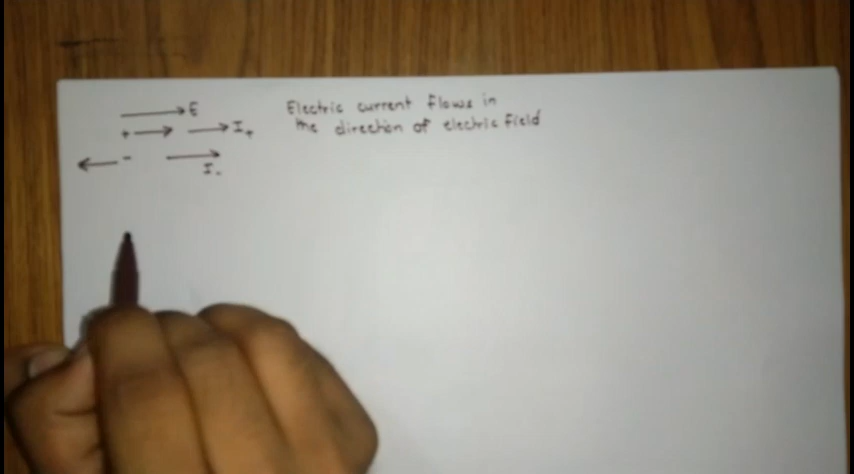 E
Electric current flows in
+ I+
the direction of electric field
-
I-